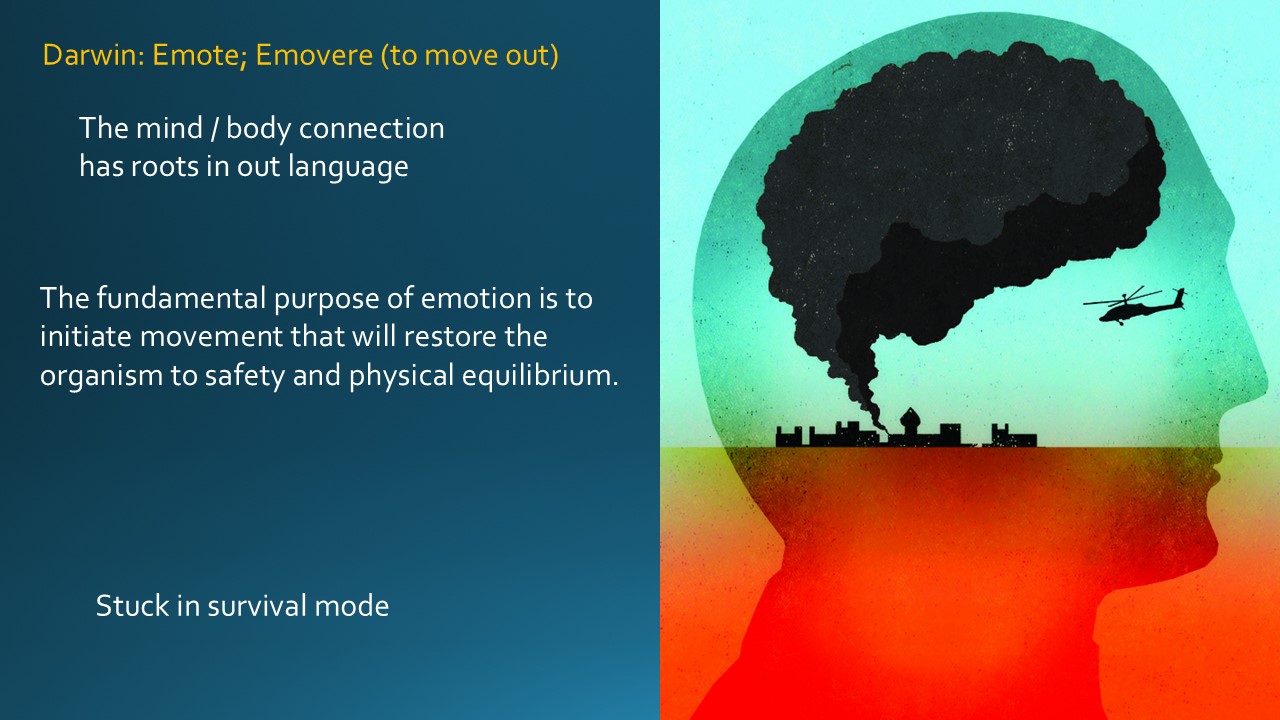 Darwin: Emote; Emovere (to move out)
The mind / body connection
has roots in out language
The fundamental purpose of emotion is to
initiate movement that will restore the
organism to safety and physical equilibrium.
Stuck in survival mode